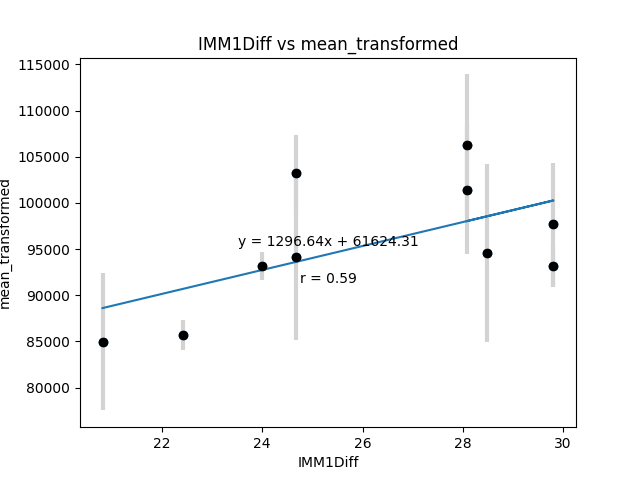 IMM1Diff vs mean_transformed
115000
110000
105000
100000
95000
90000
85000
80000
mean_transformed
y = 1296.64x + 61624.31
r = 0.59
22
24
26
28
30
IMM1Diff